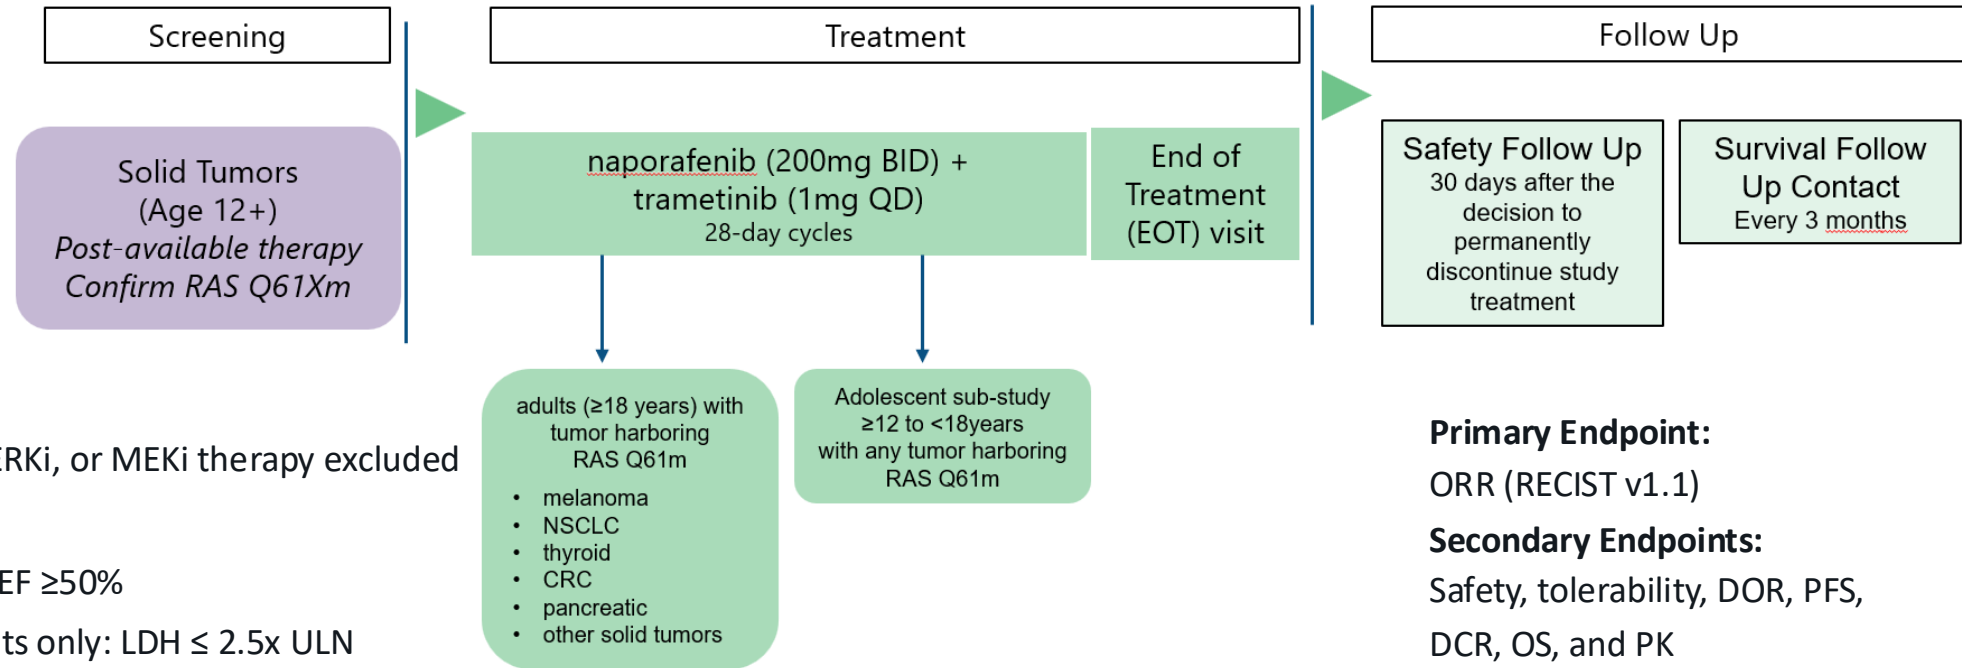 Screening
Treatment
Follow Up
Solid Tumors
(Age 12+)
Post-available therapy
Confirm RAS Q61Xm
naporafenib (200mg BID) +
trametinib (1mg QD)
28-day cycles
End of
Treatment
(EOT) visit
Safety Follow Up
30 days after the
decision to
permanently
discontinue study
treatment
Survival Follow
Up Contact
Every 3 months
adults (≥18 years) with
tumor harboring
RAS Q61m
• melanoma
• NSCLC
• thyroid
• CRC
• pancreatic
• other solid tumors
Adolescent sub-study
≥12 to <18years
with any tumor harboring
RAS Q61m
ERKi, or MEKi therapy excluded
EF ≥50%
ts only: LDH ≤ 2.5x ULN
Primary Endpoint:
ORR (RECIST v1.1)
Secondary Endpoints:
Safety, tolerability, DOR, PFS,
DCR, OS, and PK